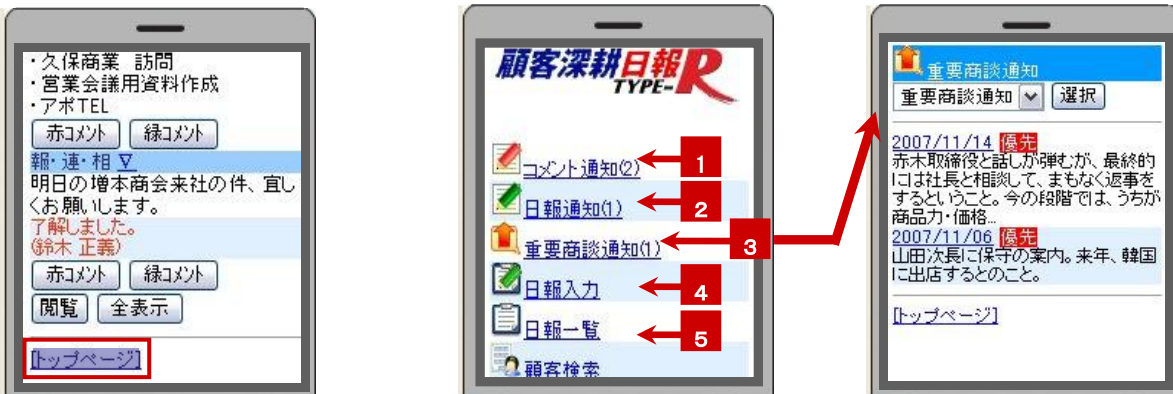 ・久保商業 訪問
・営業会議用資料作成
・アポTEL
赤コメント 緑コメント
報・連・相 ▽
明日の増本商会来社の件、宜し
くお願いします。
了解しました。
(鈴木 正義)
赤コメント 緑コメント
閲覧 全表示
[トップページ]
顧客深耕日報R
TYPE-
コメント通知(2)
1
日報通知(1)
2
重要商談通知(1)
3
日報入力
4
日報一覧
5
顧客検索
重要商談通知
重要商談通知 選択
2007/11/14 優先
赤木取締役と話しが弾むが、最終的
には社長と相談して、まもなく返事を
するということ。今の段階では、うちが
商品力・価格...
2007/11/06 優先
山田次長に保守の案内。来年、韓国
に出店するとのこと。
[トップページ]